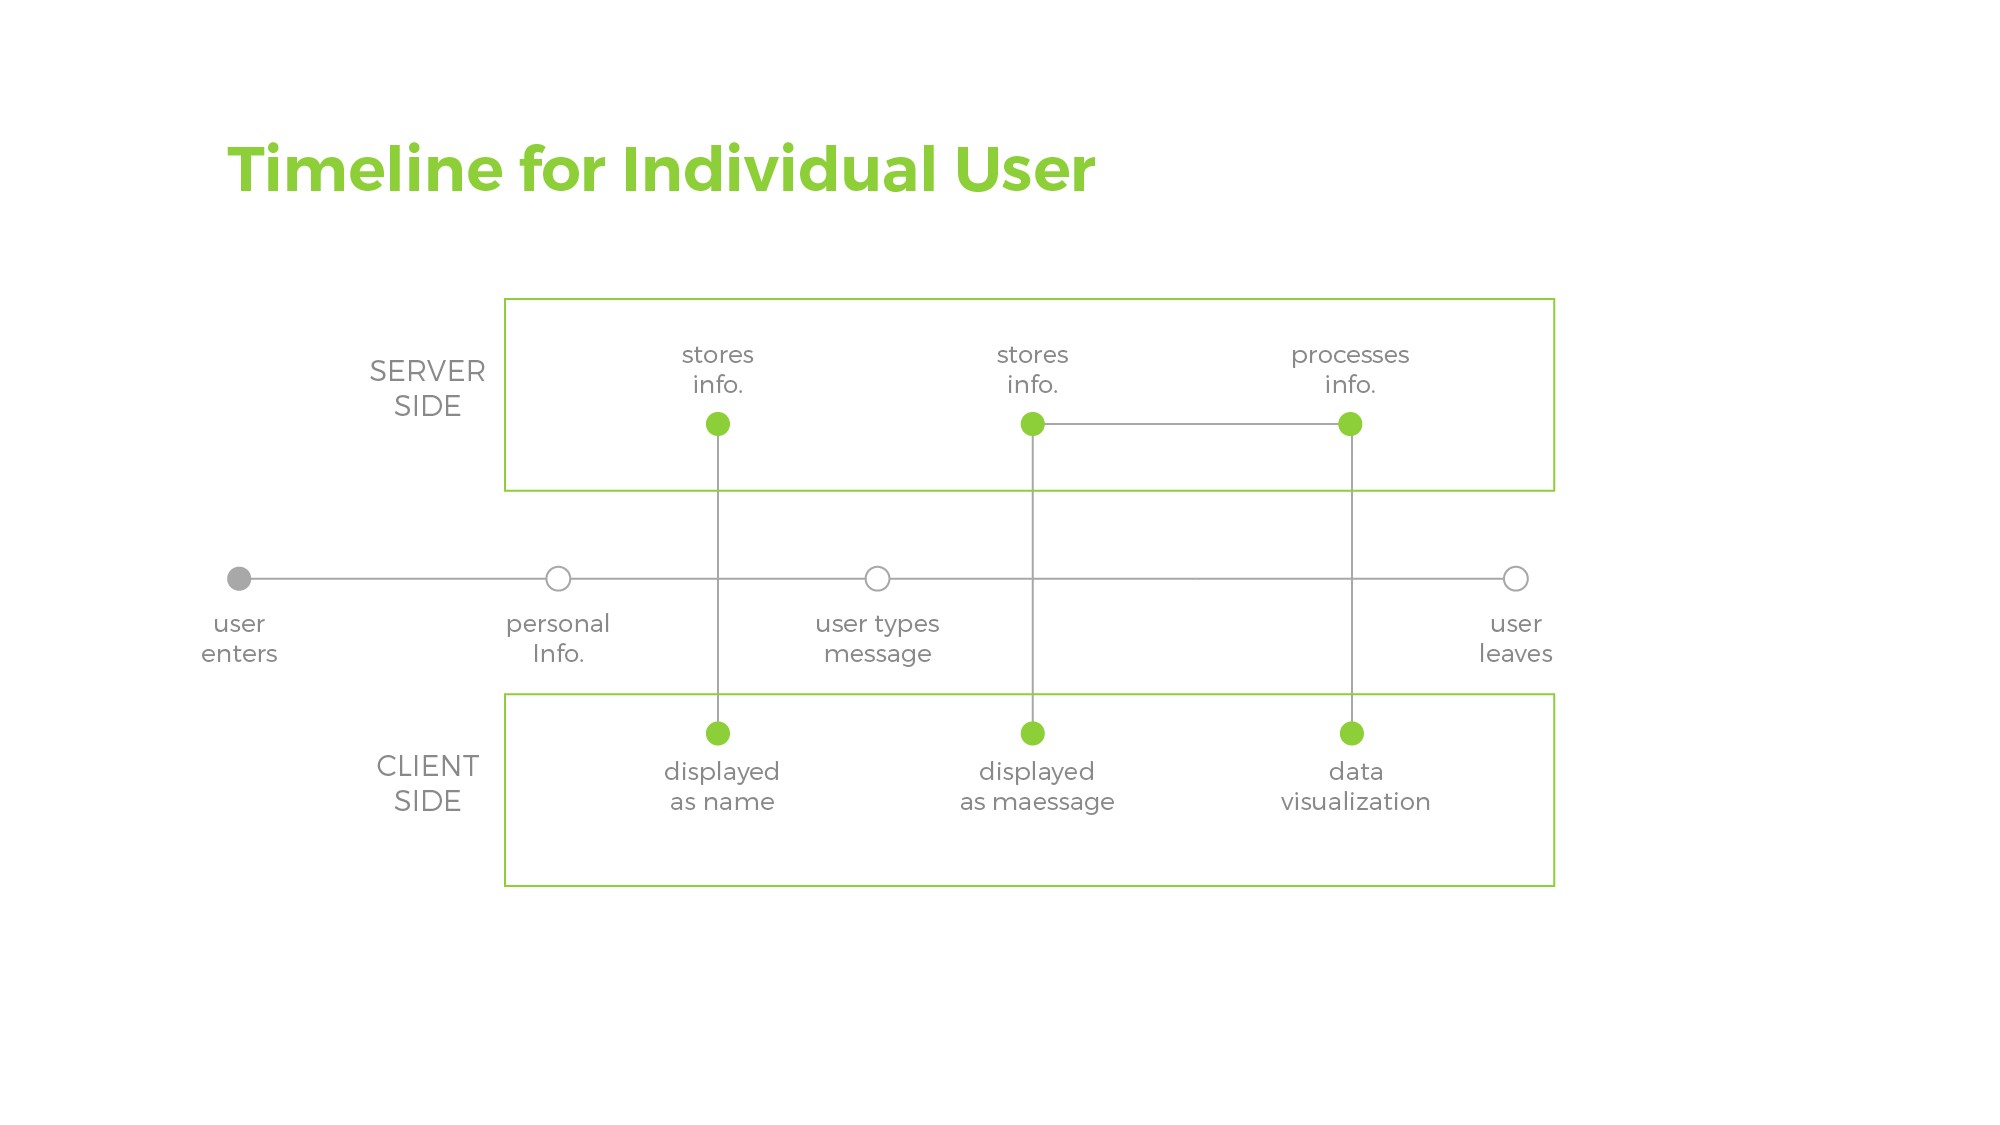 Timeline for Individual User
SERVER
SIDE
stores
info.
stores
info.
processes
info.
user
enters
personal
Info.
user types
message
user
leaves
CLIENT
SIDE
displayed
as name
displayed
as maessage
data
visualization